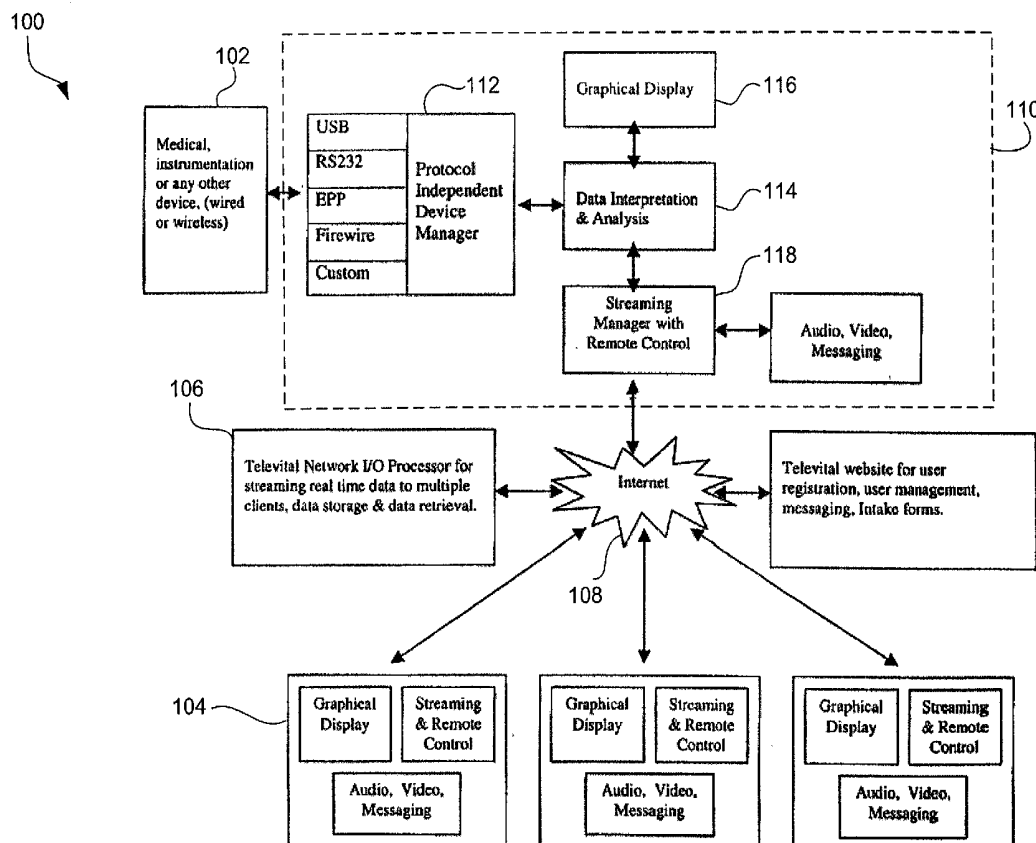 100
102
112
116
110
114
118
Graphical Display
Medical,
instrumentation
or any other
device, (wired
or wireless)
USB
RS232
EPP
Firewire
Custom
Protocol
Independent
Device
Manager
Data Interpretation
& Analysis
Streaming
Manager with
Remote Control
Audio, Video,
Messaging
106
Televital Network I/O Processor for
streaming real time data to multiple
clients, data storage & data retrieval.
Internet
108
Televital website for user
registration, user management,
messaging, Intake forms.
104
Graphical
Display
Streaming
& Remote
Control
Audio, Video,
Messaging
Graphical
Display
Streaming
& Remote
Control
Audio, Video,
Messaging
Graphical
Display
Streaming
& Remote
Control
Audio, Video,
Messaging